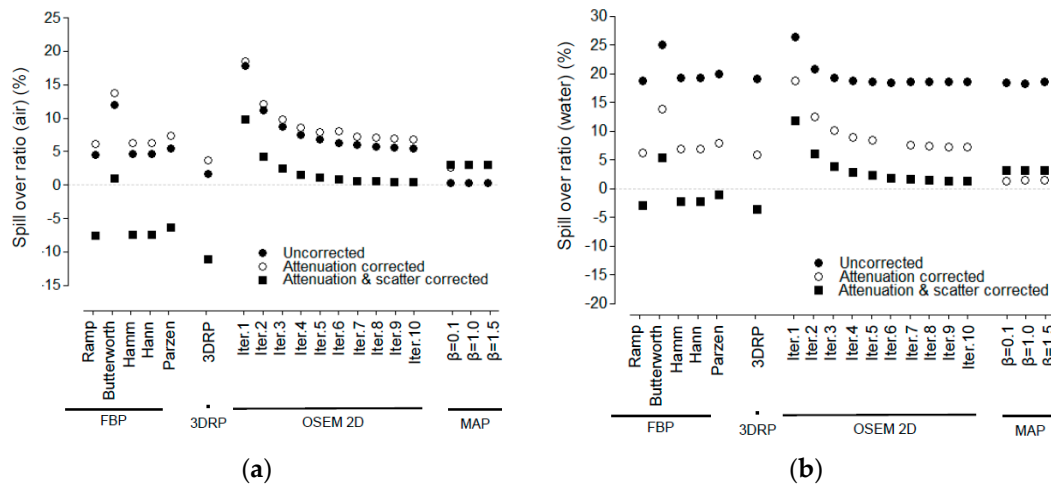 25
20
15
10
5
0
-5
-10
-15
Spill over ratio (air) (%)
Uncorrected
Attenuation corrected
Attenuation & scatter corrected
Ramp
Butterworth
Hamm
Hann
Parzen
3DRP
Iter.1
Iter.2
Iter.3
Iter.4
Iter.5
Iter.6
Iter.7
Iter.8
Iter.9
Iter.10
β=0.1
β=1.0
β=1.5
FBP
3DRP
OSEM 2D
MAP
(a)
30
25
20
15
10
5
0
-5
-10
-15
-20
Spill over ratio (water) (%)
Uncorrected
Attenuation corrected
Attenuation & scatter corrected
Ramp
Butterworth
Hamm
Hann
Parzen
3DRP
Iter.1
Iter.2
Iter.3
Iter.4
Iter.5
Iter.6
Iter.7
Iter.8
Iter.9
Iter.10
β=0.1
β=1.0
β=1.5
FBP
3DRP
OSEM 2D
MAP
(b)